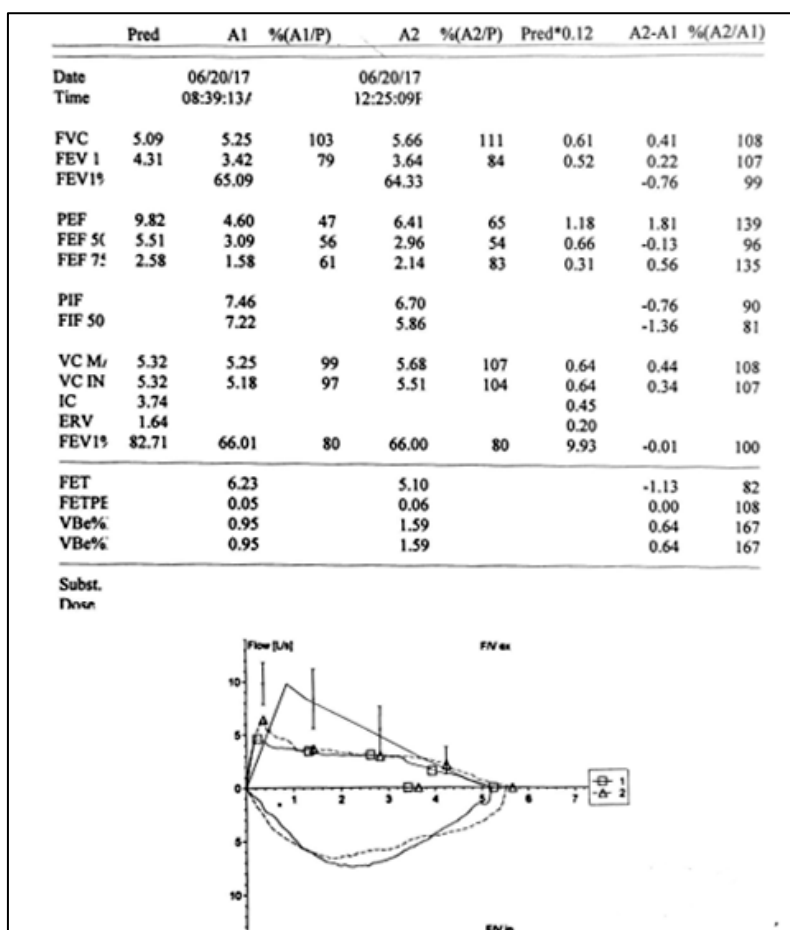 Pred A1 %(A1/P) A2 %(A2/P) Pred*0.12 A2-A1 %(A2/A1)
Date 06/20/17 06/20/17
Time 08:39:13A 12:25:09F
FVC 5.09 5.25 103 5.66 111 0.61 0.41 108
FEV 1 4.31 3.42 79 3.64 84 0.52 0.22 107
FEV1% 65.09 64.33 -0.76 99
PEF 9.82 4.60 47 6.41 65 1.18 1.81 139
FEF 50 5.51 3.09 56 2.96 54 0.66 -0.13 96
FEF 75 2.58 1.58 61 2.14 83 0.31 0.56 135
PIF 7.46 6.70 -0.76 90
FIF 50 7.22 5.86 -1.36 81
VC MA 5.32 5.25 99 5.68 107 0.64 0.44 108
VC IN 5.32 5.18 97 5.51 104 0.64 0.34 107
IC 3.74 0.45
ERV 1.64 0.20
FEV1% 82.71 66.01 80 66.00 80 9.93 -0.01 100
FET 6.23 5.10 -1.13 82
FETPE 0.05 0.06 0.00 108
VBe% 0.95 1.59 0.64 167
VBe% 0.95 1.59 0.64 167
Subst.
Dose
Flow [L/s] F/V ex
10
5
0 1 2 3 4 5 6 7
1
2
5
10
F/V in